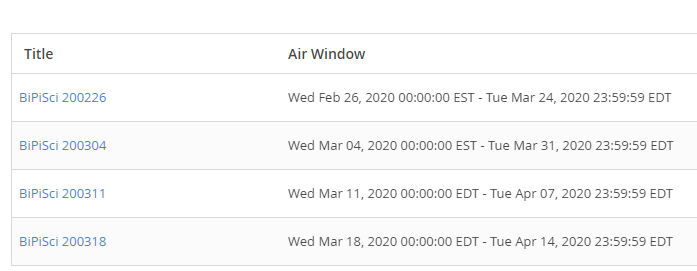 Title Air Window
BiPiSci 200226 Wed Feb 26, 2020 00:00:00 EST - Tue Mar 24, 2020 23:59:59 EDT
BiPiSci 200304 Wed Mar 04, 2020 00:00:00 EST - Tue Mar 31, 2020 23:59:59 EDT
BiPiSci 200311 Wed Mar 11, 2020 00:00:00 EDT - Tue Apr 07, 2020 23:59:59 EDT
BiPiSci 200318 Wed Mar 18, 2020 00:00:00 EDT - Tue Apr 14, 2020 23:59:59 EDT